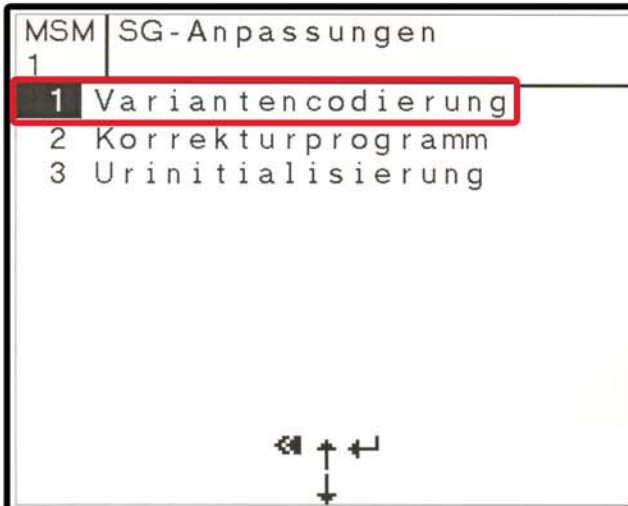 MSM SG-Anpassungen
1
1 Variantencodierung
2 Korrekturprogramm
3 Urinitialisierung